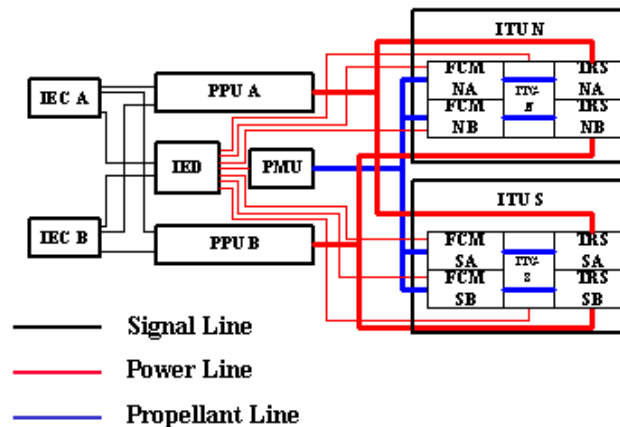 ITU N
PPU A
FCM
NA
TRS
NA
IEC A
FCM
NB
TRS
NB
IED
PMU
ITU S
IEC B
PPU B
FCM
SA
TRS
SA
FCM
SB
TRS
SB
Signal Line
Power Line
Propellant Line